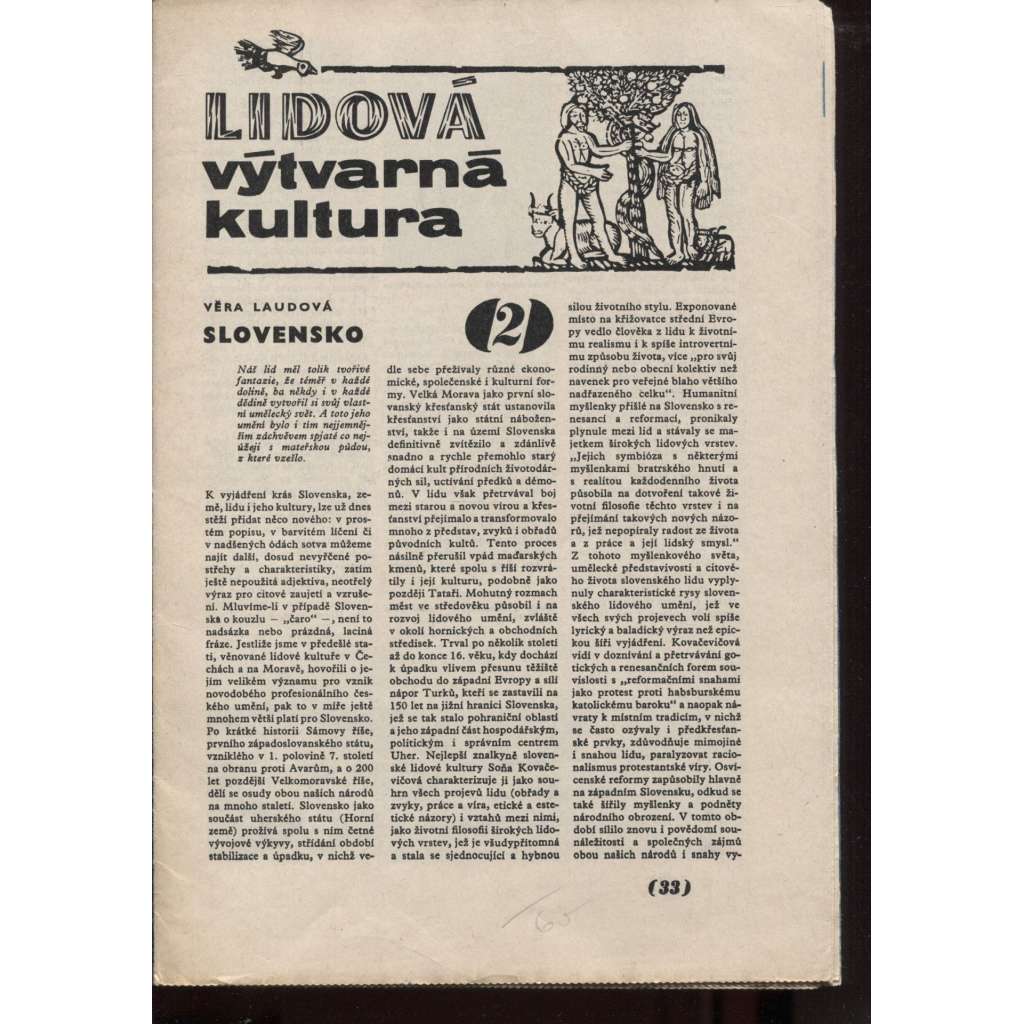 LIDOVÁ
výtvarná
kultura
VĚRA LAUDOVÁ
SLOVENSKO
(2)
Náš lid měl tolik tvořivé
fantazie, že téměř v každé
dolině, ba někdy i v každé
dědině vytvořil si svůj vlast-
ní umělecký svět. A toto jeho
umění bylo i tím nejjemněj-
ším záchvěvem spjaté co nej-
úžeji s mateřskou půdou,
z které vzešlo.
K vyjádření krás Slovenska, ze-
mě, lidu i jeho kultury, lze už dnes
stěží přidat něco nového: v pros-
tém popisu, v barvitém líčení či
v nadšených ódách sotva můžeme
najít další, dosud nevyřčené po-
střehy a charakteristiky, zatím
ještě nepoužitá adjektiva, neotřelý
výraz pro citové zaujetí a vzruše-
ní. Mluvíme-li v případě Sloven-
ska o kouzlu — „čaro“ —, není to
nadsázka nebo prázdná, laciná
fráze. Jestliže jsme v předešlé sta-
ti, věnované lidové kultuře v Če-
chách a na Moravě, hovořili o je-
jím velikém významu pro vznik
novodobého profesionálního čes-
kého umění, pak to v míře ještě
mnohem větší platí pro Slovensko.
Po krátké historii Sámovy říše,
prvního západoslovanského státu,
vzniklého v 1. polovině 7. století
na obranu proti Avarům, a o 200
let pozdější Velkomoravské říše,
dělí se osudy obou našich národů
na mnoho staletí. Slovensko jako
součást uherského státu (Horní
země) prožívá spolu s ním četné
vývojové výkyvy, střídání období
stabilizace a úpadku, v nichž ve-
dle sebe přežívaly různé ekono-
mické, společenské i kulturní for-
my. Velká Morava jako první slo-
vanský křesťanský stát ustanovila
křesťanství jako státní nábožen-
ství, takže i na území Slovenska
definitivně zvítězilo a zdánlivě
snadno a rychle přemohlo starý
domácí kult přírodních životodár-
ných sil, uctívání předků a démo-
nů. V lidu však přetrvával boj
mezi starou a novou vírou a křes-
ťanství přejímalo a transformovalo
mnoho z představ, zvyků i obřadů
původních kultů. Tento proces
násilně přerušil vpád maďarských
kmenů, které spolu s říší rozvrá-
tily i její kulturu, podobně jako
později Tataři. Mohutný rozmach
měst ve středověku působil i na
rozvoj lidového umění, zvláště
v okolí hornických a obchodních
středisek. Trval po několik století
až do konce 16. věku, kdy dochází
k úpadku vlivem přesunu těžiště
obchodu do západní Evropy a sílí
nápor Turků, kteří se zastavili na
150 let na jižní hranici Slovenska,
jež se tak stalo pohraniční oblastí
a jeho západní část hospodářským,
politickým i správním centrem
Uher. Nejlepší znalkyně sloven-
ské lidové kultury Soňa Kovače-
vičová charakterizuje ji jako sou-
hrn všech projevů lidu (obřady a
zvyky, práce a víra, etické a este-
tické názory) i vztahů mezi nimi,
jako životní filosofii širokých lido-
vých vrstev, jež je všudypřítomná
a stala se sjednocující a hybnou
silou životního stylu. Exponované
místo na křižovatce střední Evro-
py vedlo člověka z lidu k životní-
mu realismu i k spíše introvertní-
mu způsobu života, více „pro svůj
rodinný nebo obecní kolektiv než
navenek pro veřejné blaho většího
nadřazeného celku“. Humanitní
myšlenky přišlé na Slovensko s re-
nesancí a reformací, pronikaly
plynule mezi lid a stávaly se ma-
jetkem širokých lidových vrstev.
„Jejich symbióza s některými
myšlenkami bratrského hnutí a
s realitou každodenního života
působila na dotvoření takové ži-
votní filosofie těchto vrstev i na
přejímání takových nových názo-
rů, jež nepopíraly radost ze života
a z práce a její lidský smysl.“
Z tohoto myšlenkového světa,
umělecké představivosti a citové-
ho života slovenského lidu vyply-
nuly charakteristické rysy sloven-
ského lidového umění, jež ve
všech svých projevech volí spíše
lyrický a baladický výraz než epic-
kou šíři vyjádření. Kovačevičová
vidí v doznívání a přetrvávání go-
tických a renesančních forem sou-
vislosti s „reformačními snahami
jako protest proti habsburskému
katolickému baroku“ a naopak ná-
vraty k místním tradicím, v nichž
se často ozývaly i předkřesťan-
ské prvky, zdůvodňuje mimojiné
i snahou lidu, paralyzovat racio-
nalismus protestantské víry. Osví-
censké reformy zapůsobily hlavně
na západním Slovensku, odkud se
také šířily myšlenky a podněty
národního obrození. V tomto ob-
dobí sílilo znovu i povědomí sou-
náležitosti a společných zájmů
obou našich národů i snahy vy-
(33)